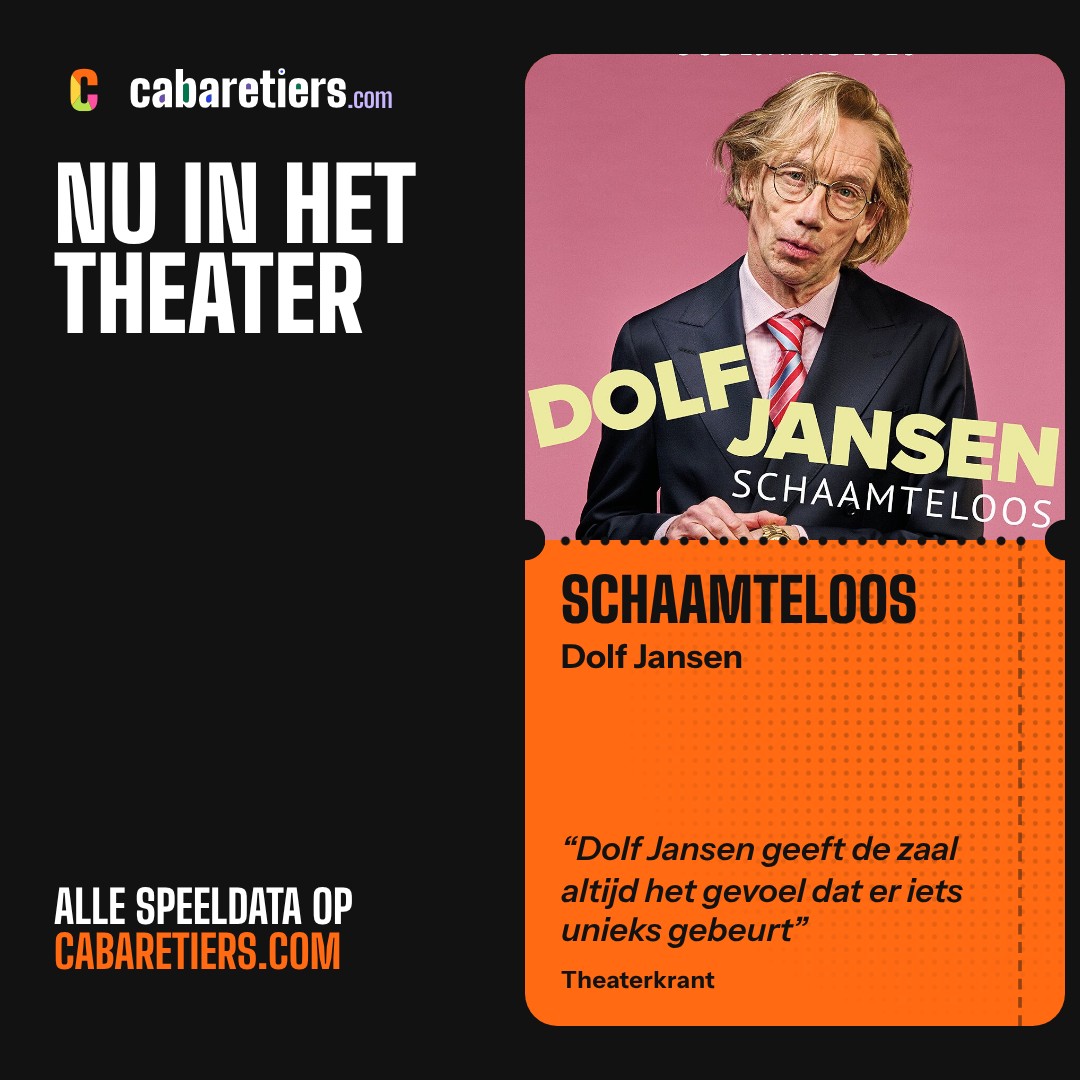 cabaretiers.com
NU IN HET
THEATER
DOLF
JANSEN
SCHAAMTELOOS
SCHAAMTELOOS
Dolf Jansen
“Dolf Jansen geeft de zaal
altijd het gevoel dat er iets
unieks gebeurt”
Theaterkrant
ALLE SPEELDATA OP
CABARETIERS.COM